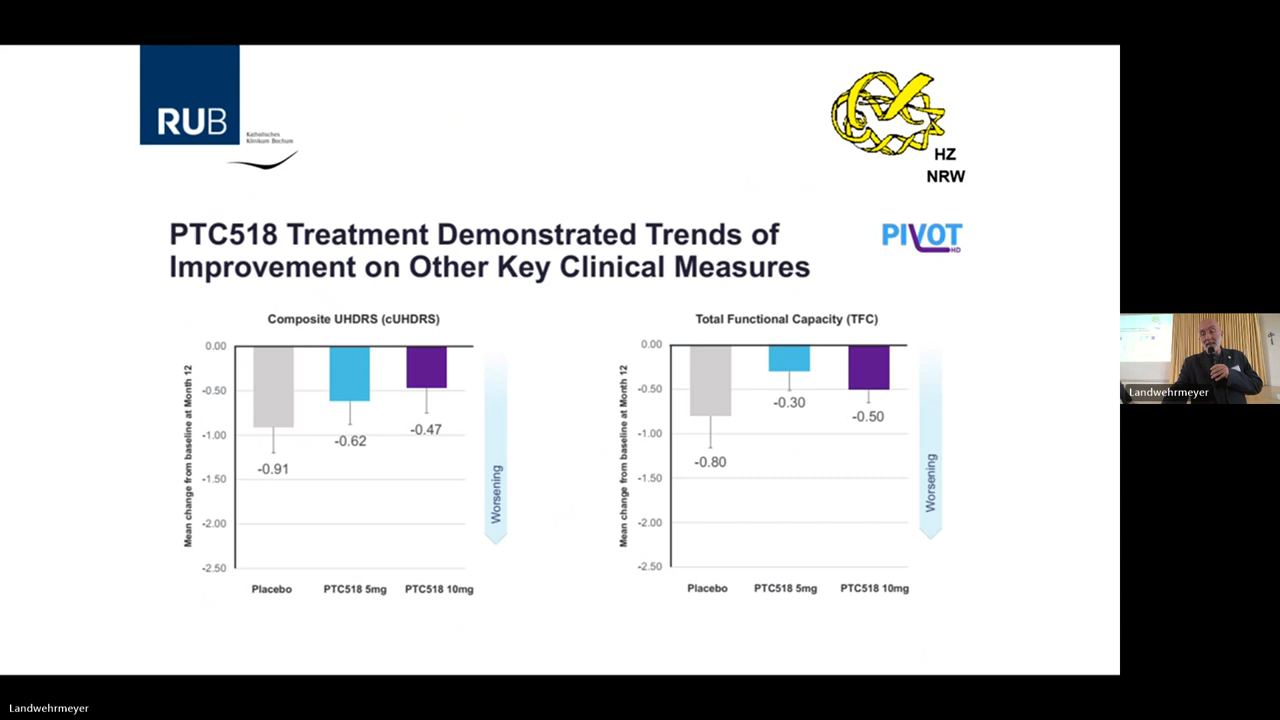 RUB
Katholisches
Klinikum Bochum
HZ
NRW
PTC518 Treatment Demonstrated Trends of
Improvement on Other Key Clinical Measures
PIVOT
HD
Composite UHDRS (cUHDRS)
Mean change from baseline at Month 12
0.00
-0.50
-1.00
-1.50
-2.00
-2.50
-0.91
-0.62
-0.47
Worsening
Placebo
PTC518 5mg
PTC518 10mg
Total Functional Capacity (TFC)
Mean change from baseline at Month 12
0.00
-0.50
-1.00
-1.50
-2.00
-2.50
-0.80
-0.30
-0.50
Worsening
Placebo
PTC518 5mg
PTC518 10mg
Landwehrmeyer
Landwehrmeyer